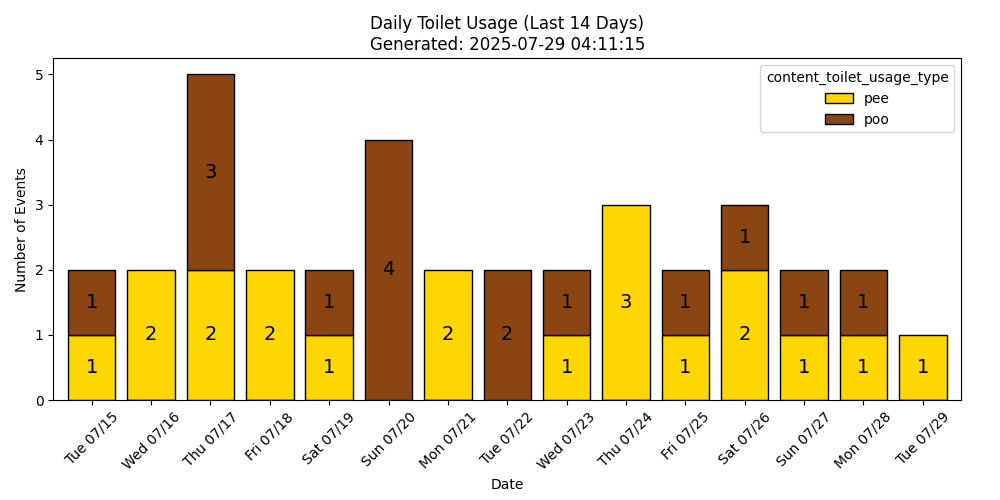 Daily Toilet Usage (Last 14 Days)
Generated: 2025-07-29 04:11:15
content_toilet_usage_type
pee
poo
Number of Events
5
4
3
2
1
0
1
1
2
3
2
2
1
1
4
2
2
1
1
3
1
1
1
2
1
1
1
1
1
Tue 07/15
Wed 07/16
Thu 07/17
Fri 07/18
Sat 07/19
Sun 07/20
Mon 07/21
Tue 07/22
Wed 07/23
Thu 07/24
Fri 07/25
Sat 07/26
Sun 07/27
Mon 07/28
Tue 07/29
Date